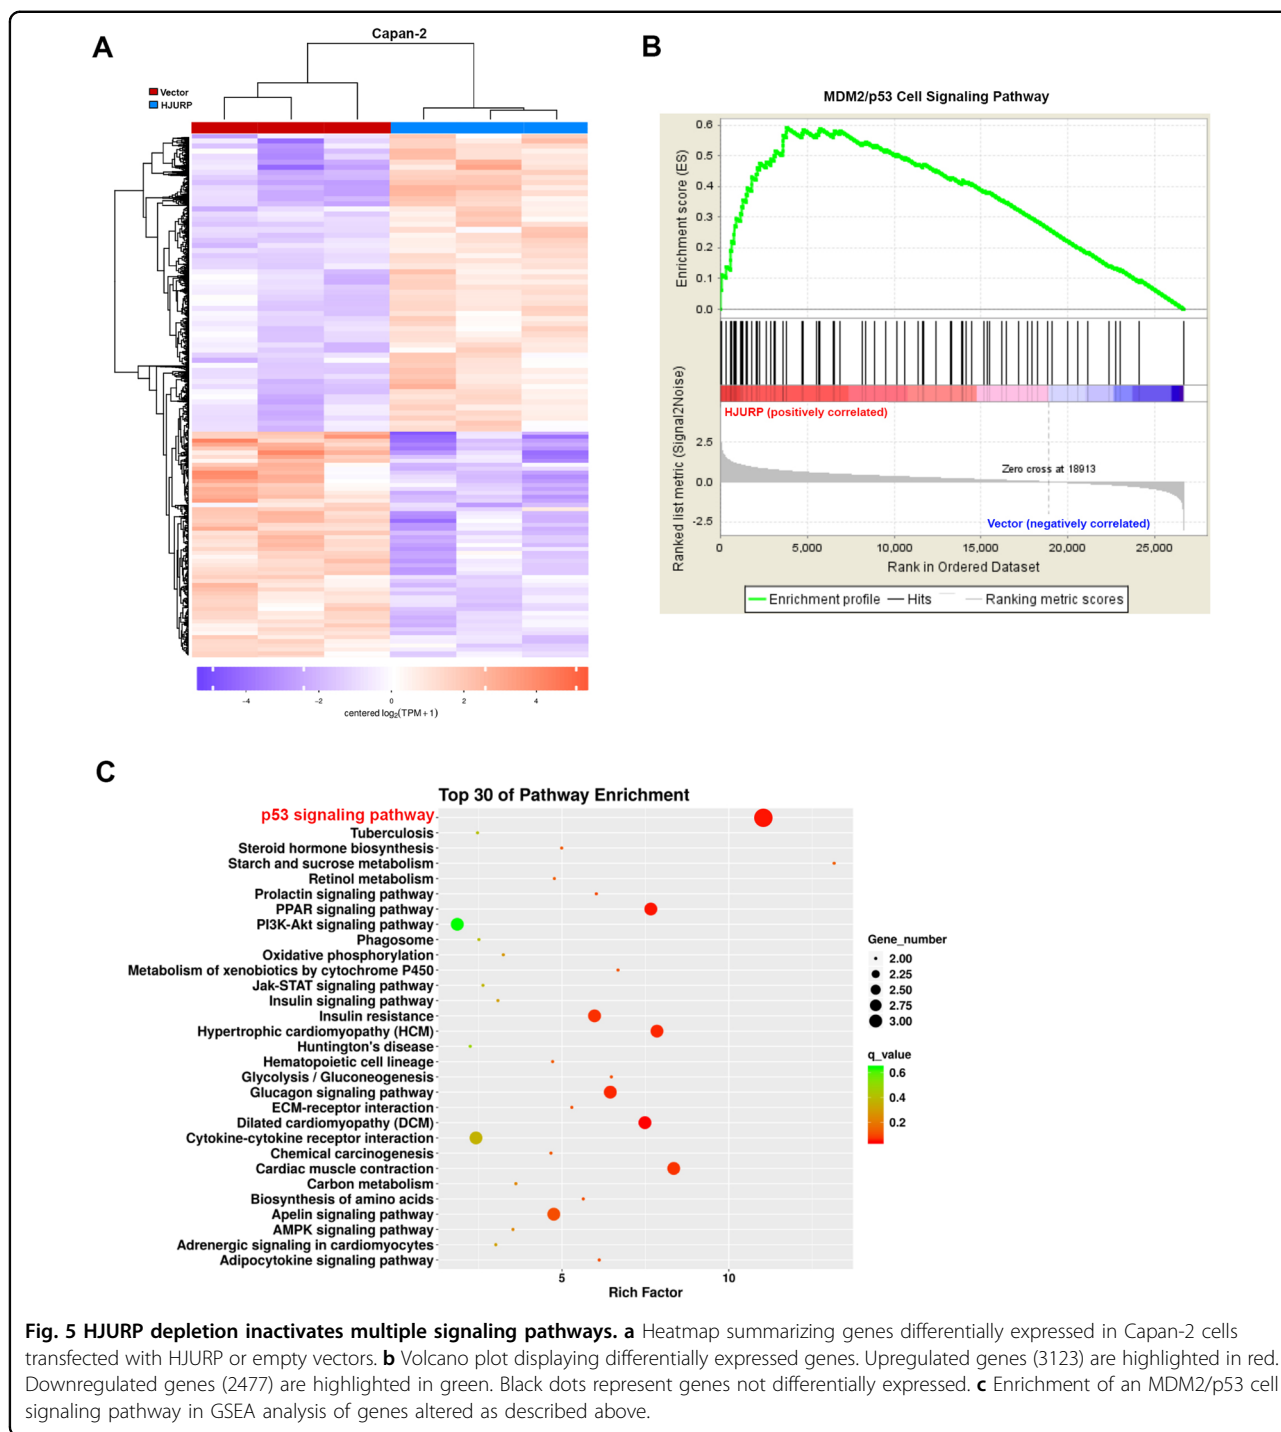 A
Capan-2
Vector
HJURP
-4
-2
0
2
4
centered log2(TPM+1)
B
MDM2/p53 Cell Signaling Pathway
Enrichment score (ES)
0.6
0.5
0.4
0.3
0.2
0.1
0.0
HJURP (positively correlated)
Ranked list metric (Signal2Noise)
2.5
0.0
-2.5
Zero cross at 18913
Vector (negatively correlated)
0
5,000
10,000
15,000
20,000
25,000
Rank in Ordered Dataset
Enrichment profile
Hits
Ranking metric scores
C
Top 30 of Pathway Enrichment
p53 signaling pathway
Tuberculosis
Steroid hormone biosynthesis
Starch and sucrose metabolism
Retinol metabolism
Prolactin signaling pathway
PPAR signaling pathway
PI3K-Akt signaling pathway
Phagosome
Oxidative phosphorylation
Metabolism of xenobiotics by cytochrome P450
Jak-STAT signaling pathway
Insulin signaling pathway
Insulin resistance
Hypertrophic cardiomyopathy (HCM)
Huntington's disease
Hematopoietic cell lineage
Glycolysis / Gluconeogenesis
Glucagon signaling pathway
ECM-receptor interaction
Dilated cardiomyopathy (DCM)
Cytokine-cytokine receptor interaction
Chemical carcinogenesis
Cardiac muscle contraction
Carbon metabolism
Biosynthesis of amino acids
Apelin signaling pathway
AMPK signaling pathway
Adrenergic signaling in cardiomyocytes
Adipocytokine signaling pathway
5
10
Rich Factor
Gene_number
2.00
2.25
2.50
2.75
3.00
q_value
0.6
0.4
0.2
Fig. 5 HJURP depletion inactivates multiple signaling pathways. a Heatmap summarizing genes differentially expressed in Capan-2 cells
transfected with HJURP or empty vectors. b Volcano plot displaying differentially expressed genes. Upregulated genes (3123) are highlighted in red.
Downregulated genes (2477) are highlighted in green. Black dots represent genes not differentially expressed. c Enrichment of an MDM2/p53 cell
signaling pathway in GSEA analysis of genes altered as described above.